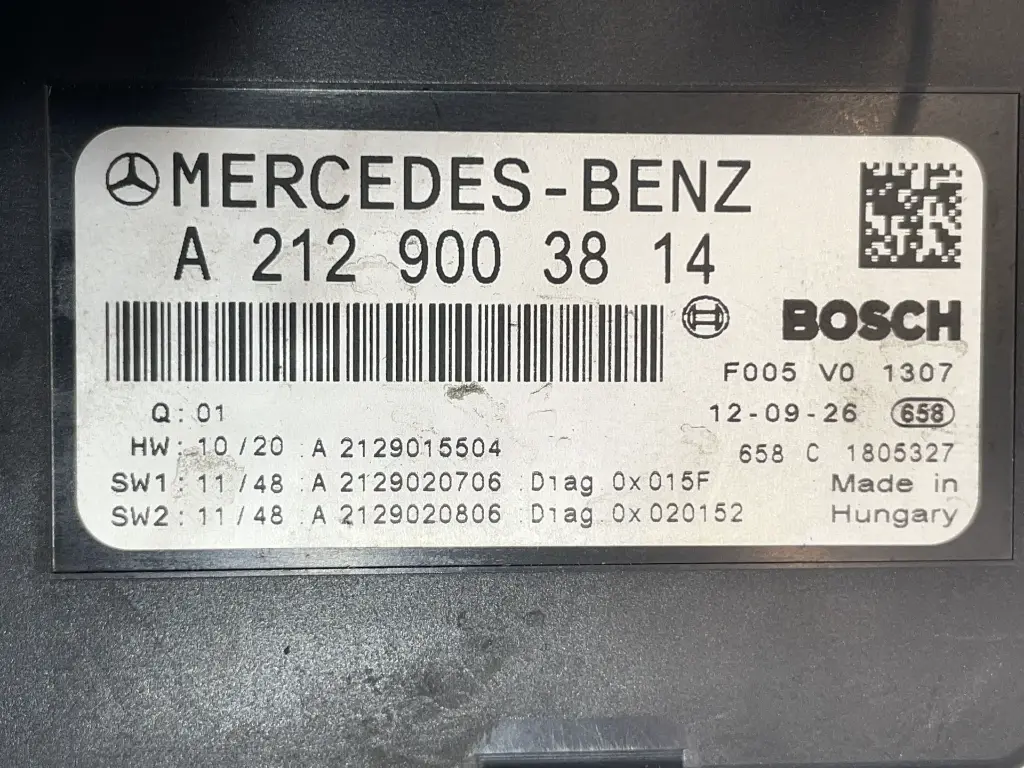 MERCEDES-BENZ
A 212 900 38 14
BOSCH
F005 V0 1307
Q: 01
12-09-26 658
HW: 10/20 A 2129015504
658 C 1805327
SW1: 11/48 A 2129020706 Diag 0x015F
Made in
SW2: 11/48 A 2129020806 Diag 0x020152
Hungary